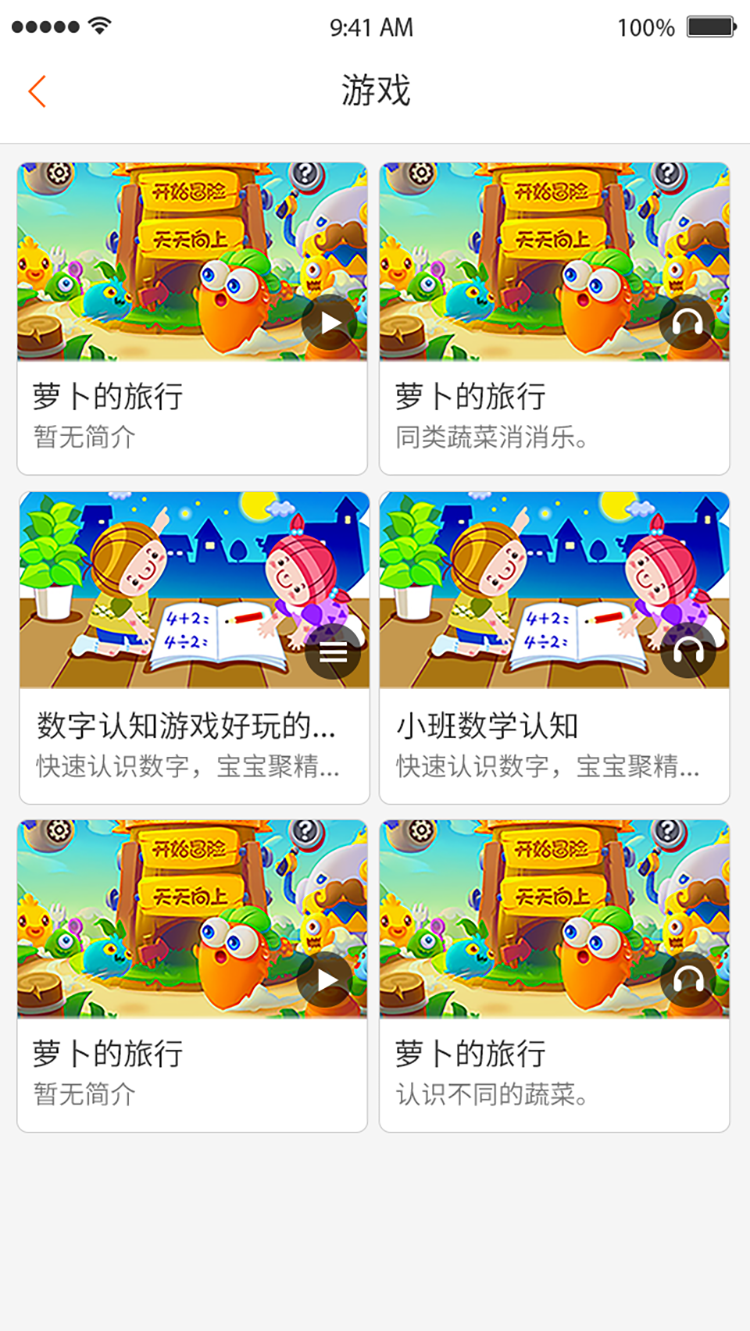 9:41 AM
100%
游戏
开始冒险
天天向上
?
萝卜的旅行
暂无简介
开始冒险
天天向上
?
萝卜的旅行
同类蔬菜消消乐。
4+2=
4÷2=
数字认知游戏好玩的...
快速认识数字，宝宝聚精...
4+2=
4÷2=
小班数学认知
快速认识数字，宝宝聚精...
开始冒险
天天向上
?
萝卜的旅行
暂无简介
开始冒险
天天向上
?
萝卜的旅行
认识不同的蔬菜。